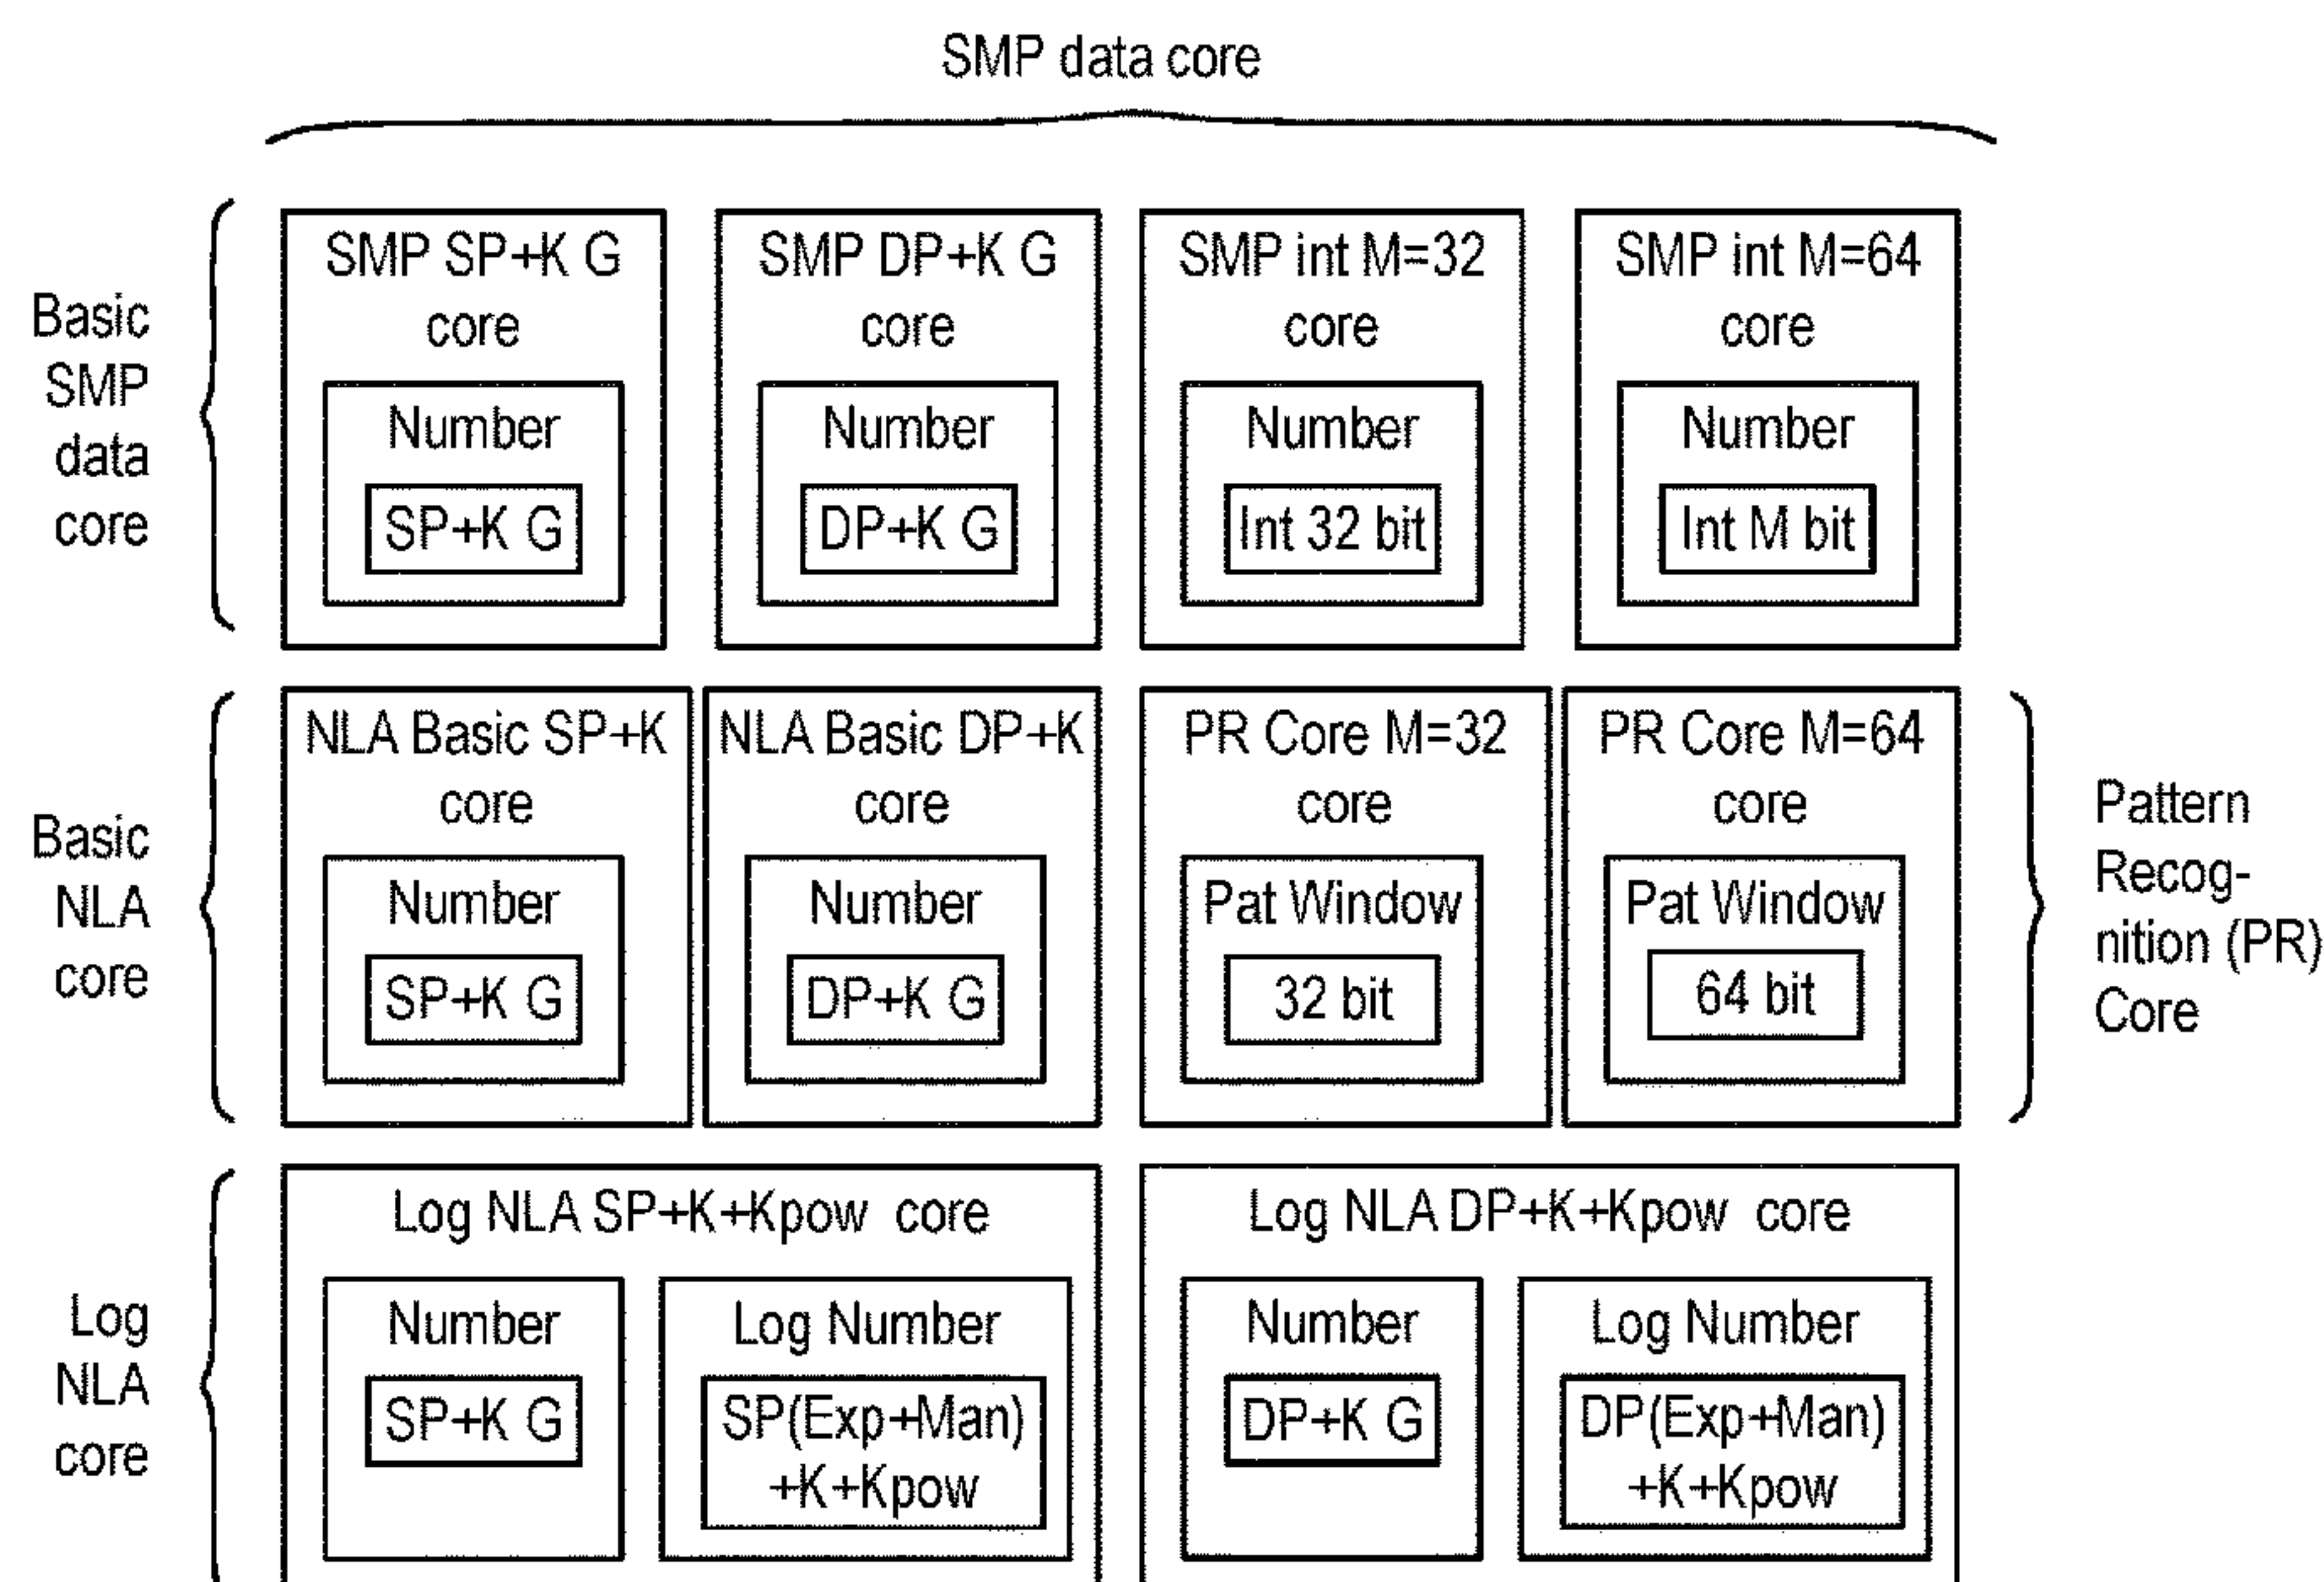 SMP data core
Basic
SMP
data
core
SMP SP+K G
core
Number
SP+K G
SMP DP+K G
core
Number
DP+K G
SMP int M=32
core
Number
Int 32 bit
SMP int M=64
core
Number
Int M bit
Basic
NLA
core
NLA Basic SP+K
core
Number
SP+K G
NLA Basic DP+K
core
Number
DP+K G
PR Core M=32
core
Pat Window
32 bit
PR Core M=64
core
Pat Window
64 bit
Pattern
Recog-
nition (PR)
Core
Log
NLA
core
Log NLA SP+K+Kpow core
Number
SP+K G
Log Number
SP(Exp+Man)
+K+Kpow
Log NLA DP+K+Kpow core
Number
DP+K G
Log Number
DP(Exp+Man)
+K+Kpow